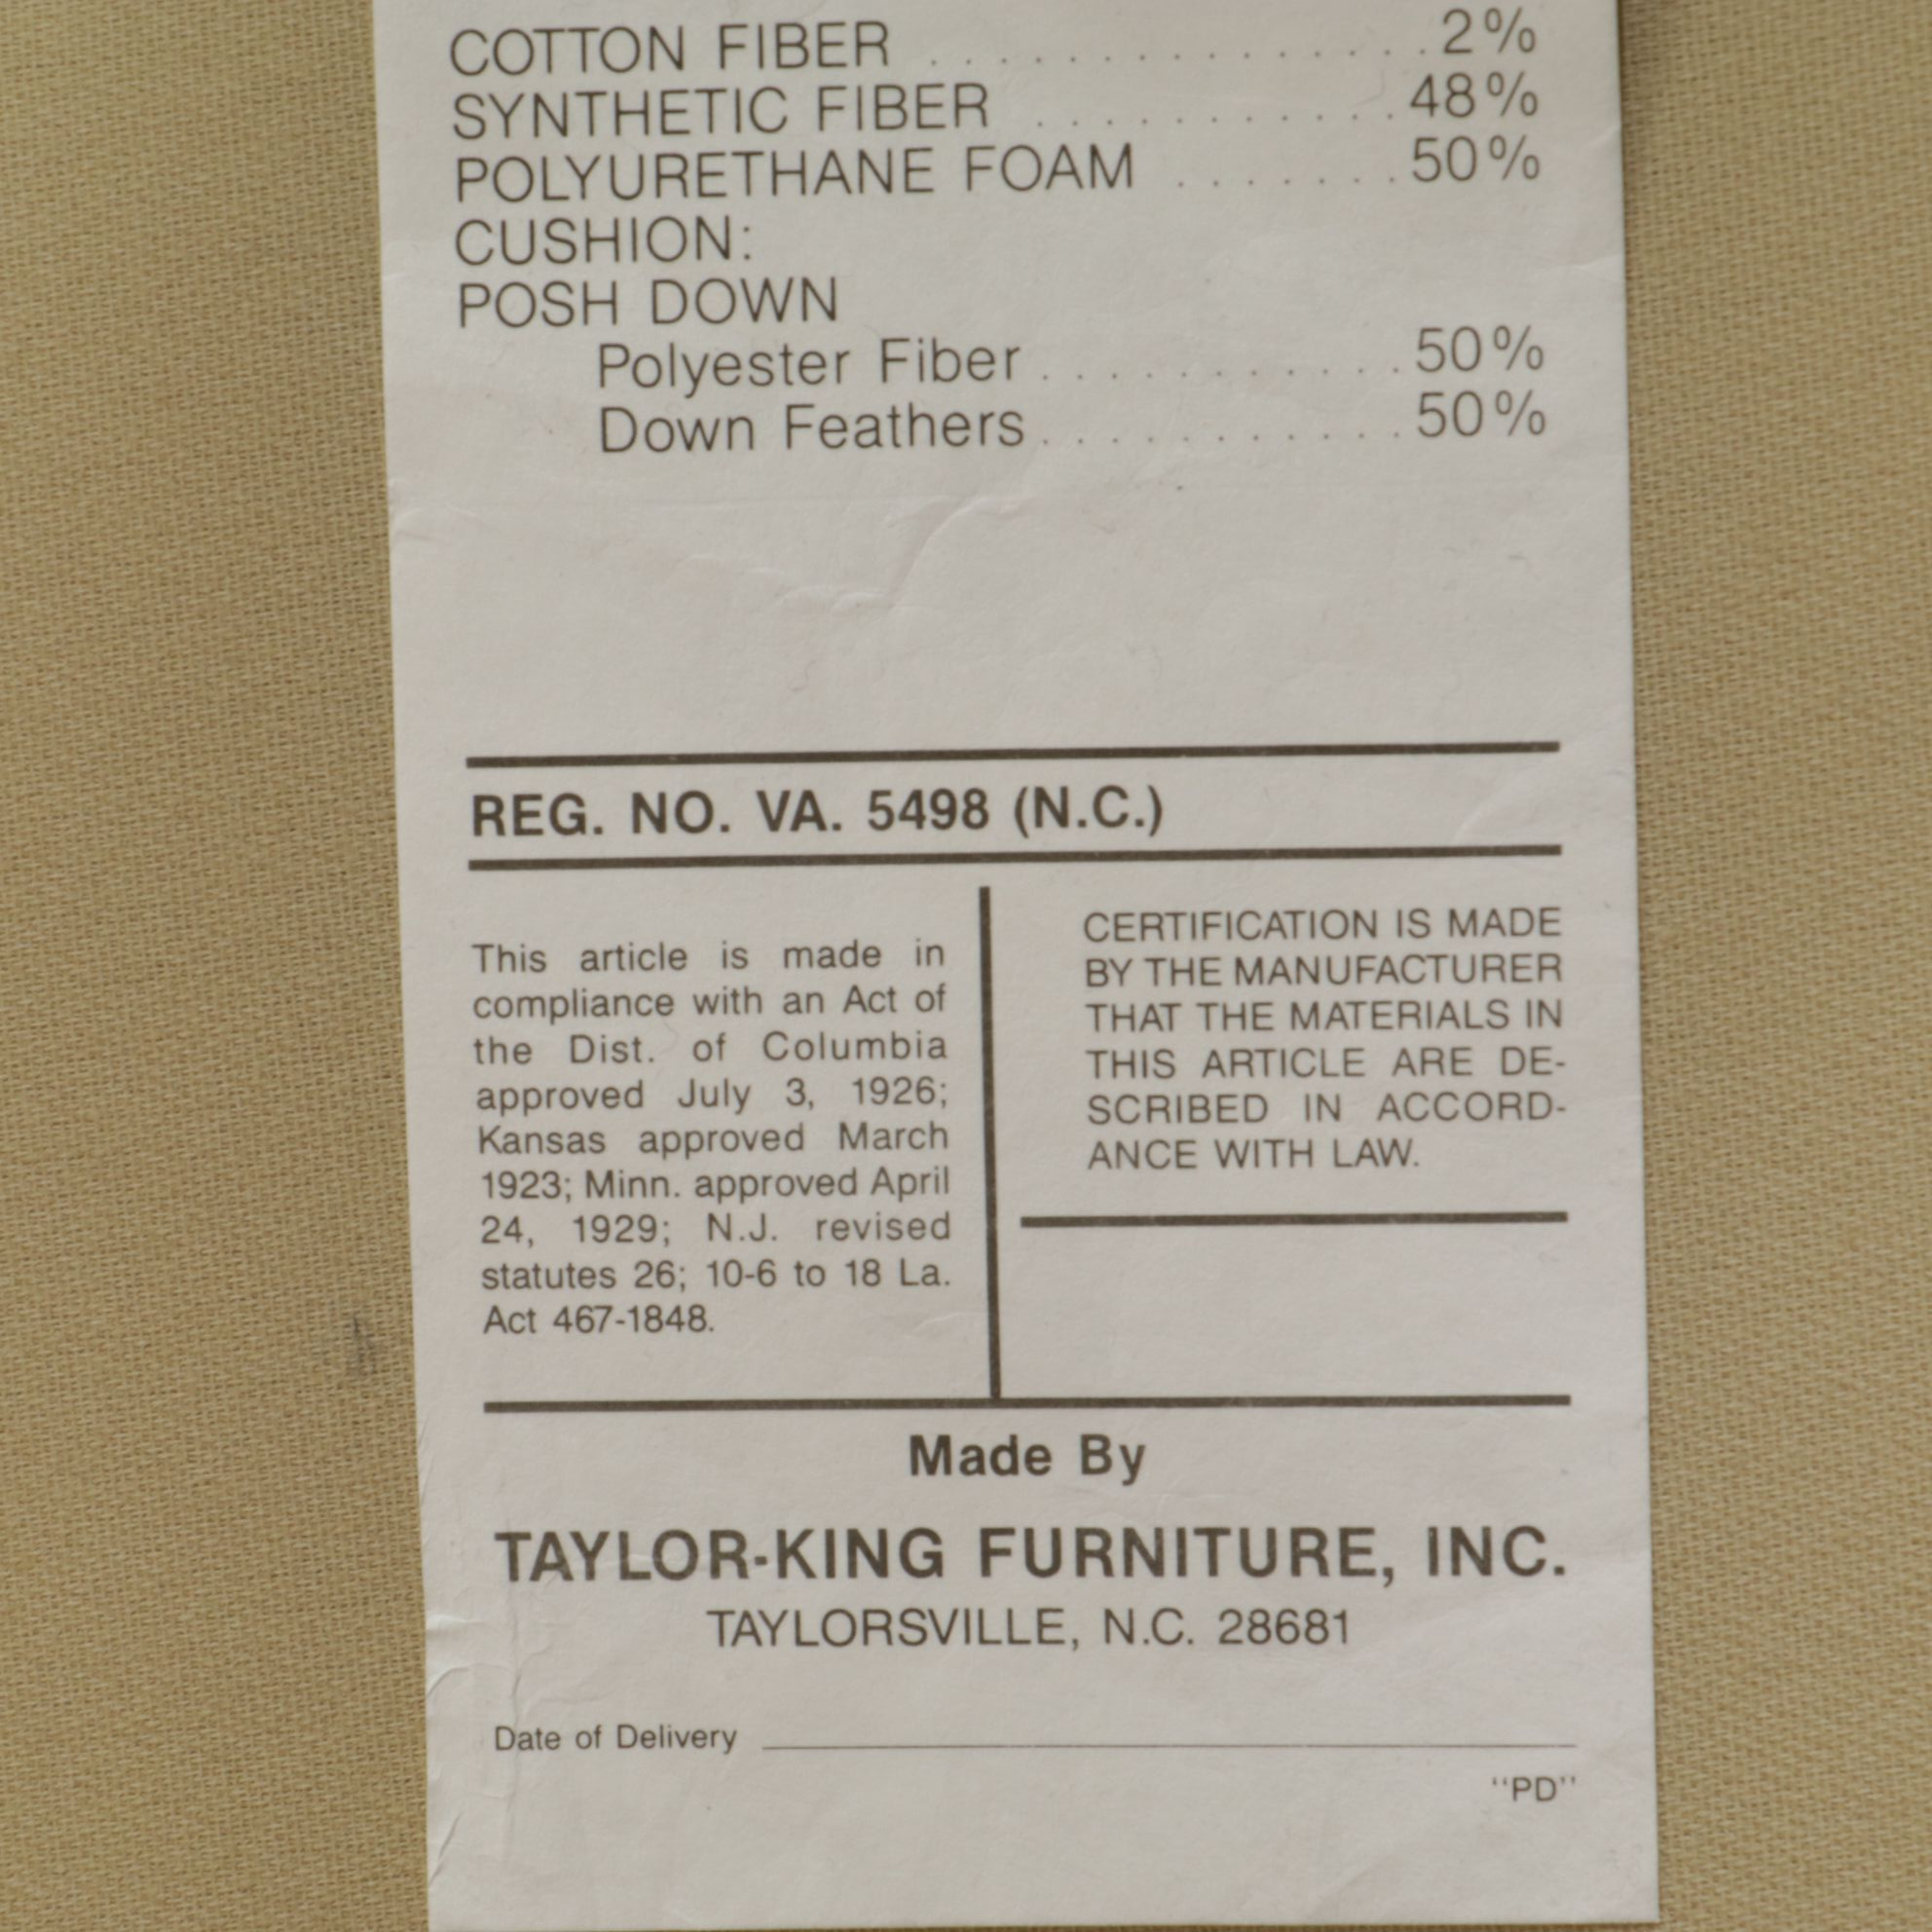 COTTON FIBER . . . . . . . . . . . . . . . 2%
SYNTHETIC FIBER . . . . . . . . . . . 48%
POLYURETHANE FOAM . . . . . . . 50%
CUSHION:
POSH DOWN
Polyester Fiber . . . . . . . . . . . 50%
Down Feathers . . . . . . . . . . . 50%
REG. NO. VA. 5498 (N.C.)
This article is made in
compliance with an Act of
the Dist. of Columbia
approved July 3, 1926;
Kansas approved March
1923; Minn. approved April
24, 1929; N.J. revised
statutes 26; 10-6 to 18 La.
Act 467-1848.
CERTIFICATION IS MADE
BY THE MANUFACTURER
THAT THE MATERIALS IN
THIS ARTICLE ARE DE-
SCRIBED IN ACCORD-
ANCE WITH LAW.
Made By
TAYLOR-KING FURNITURE, INC.
TAYLORSVILLE, N.C. 28681
Date of Delivery
"PD"